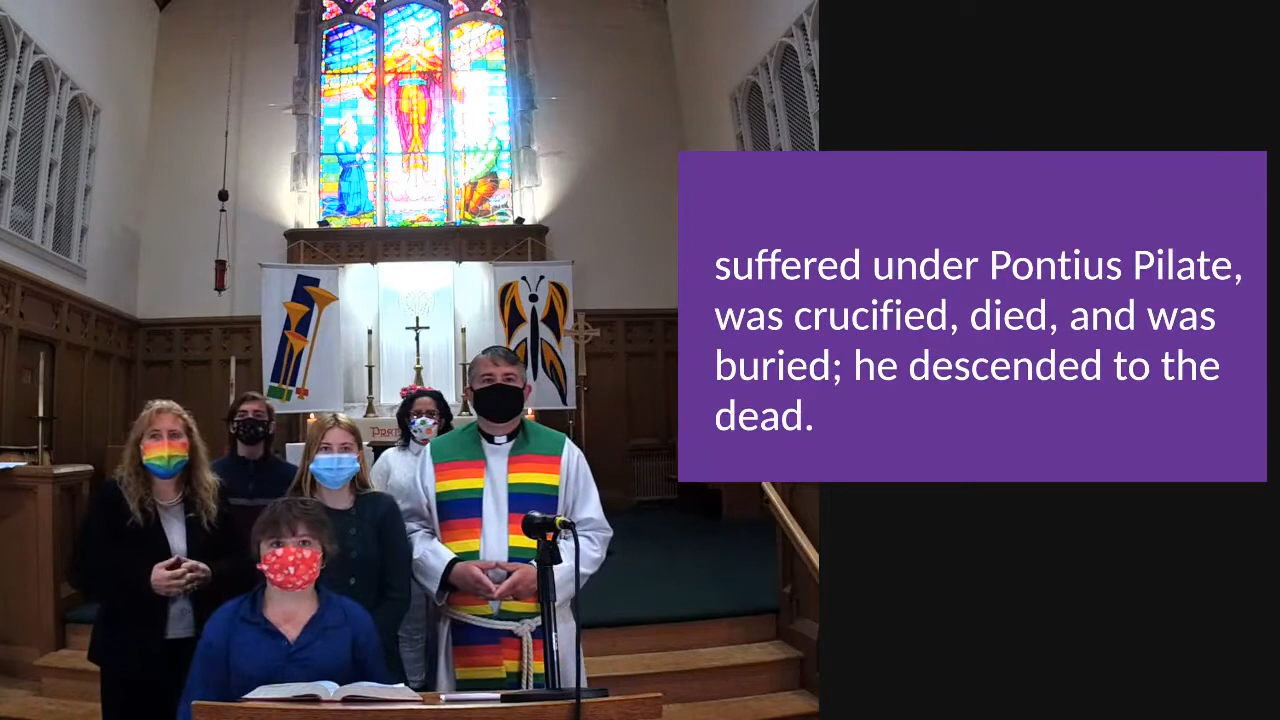 suffered under Pontius Pilate,
was crucified, died, and was
buried; he descended to the
dead.